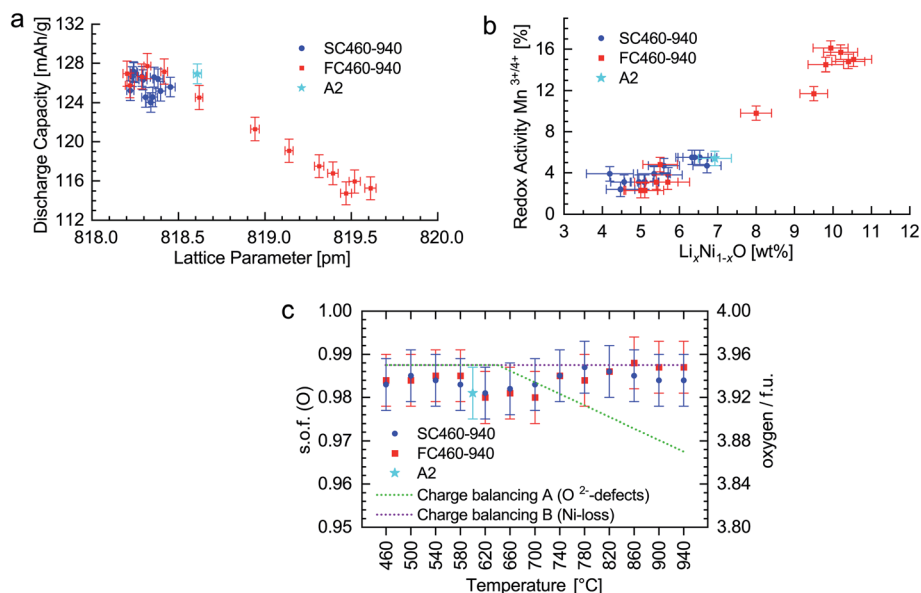 a
Discharge Capacity [mAh/g]
132
128
124
120
116
112
SC460-940
FC460-940
A2
818.0
818.5
819.0
819.5
820.0
Lattice Parameter [pm]
b
Redox Activity Mn 3+/4+ [%]
16
12
8
4
0
SC460-940
FC460-940
A2
3
4
5
6
7
8
9
10
11
12
LixNi1-xO [wt%]
c
s.o.f. (O)
1.00
0.99
0.98
0.97
0.96
0.95
SC460-940
FC460-940
A2
Charge balancing A (O 2--defects)
Charge balancing B (Ni-loss)
4.00
3.96
3.92
3.88
3.84
3.80
oxygen / f.u.
460
500
540
580
620
660
700
740
780
820
860
900
940
Temperature [°C]